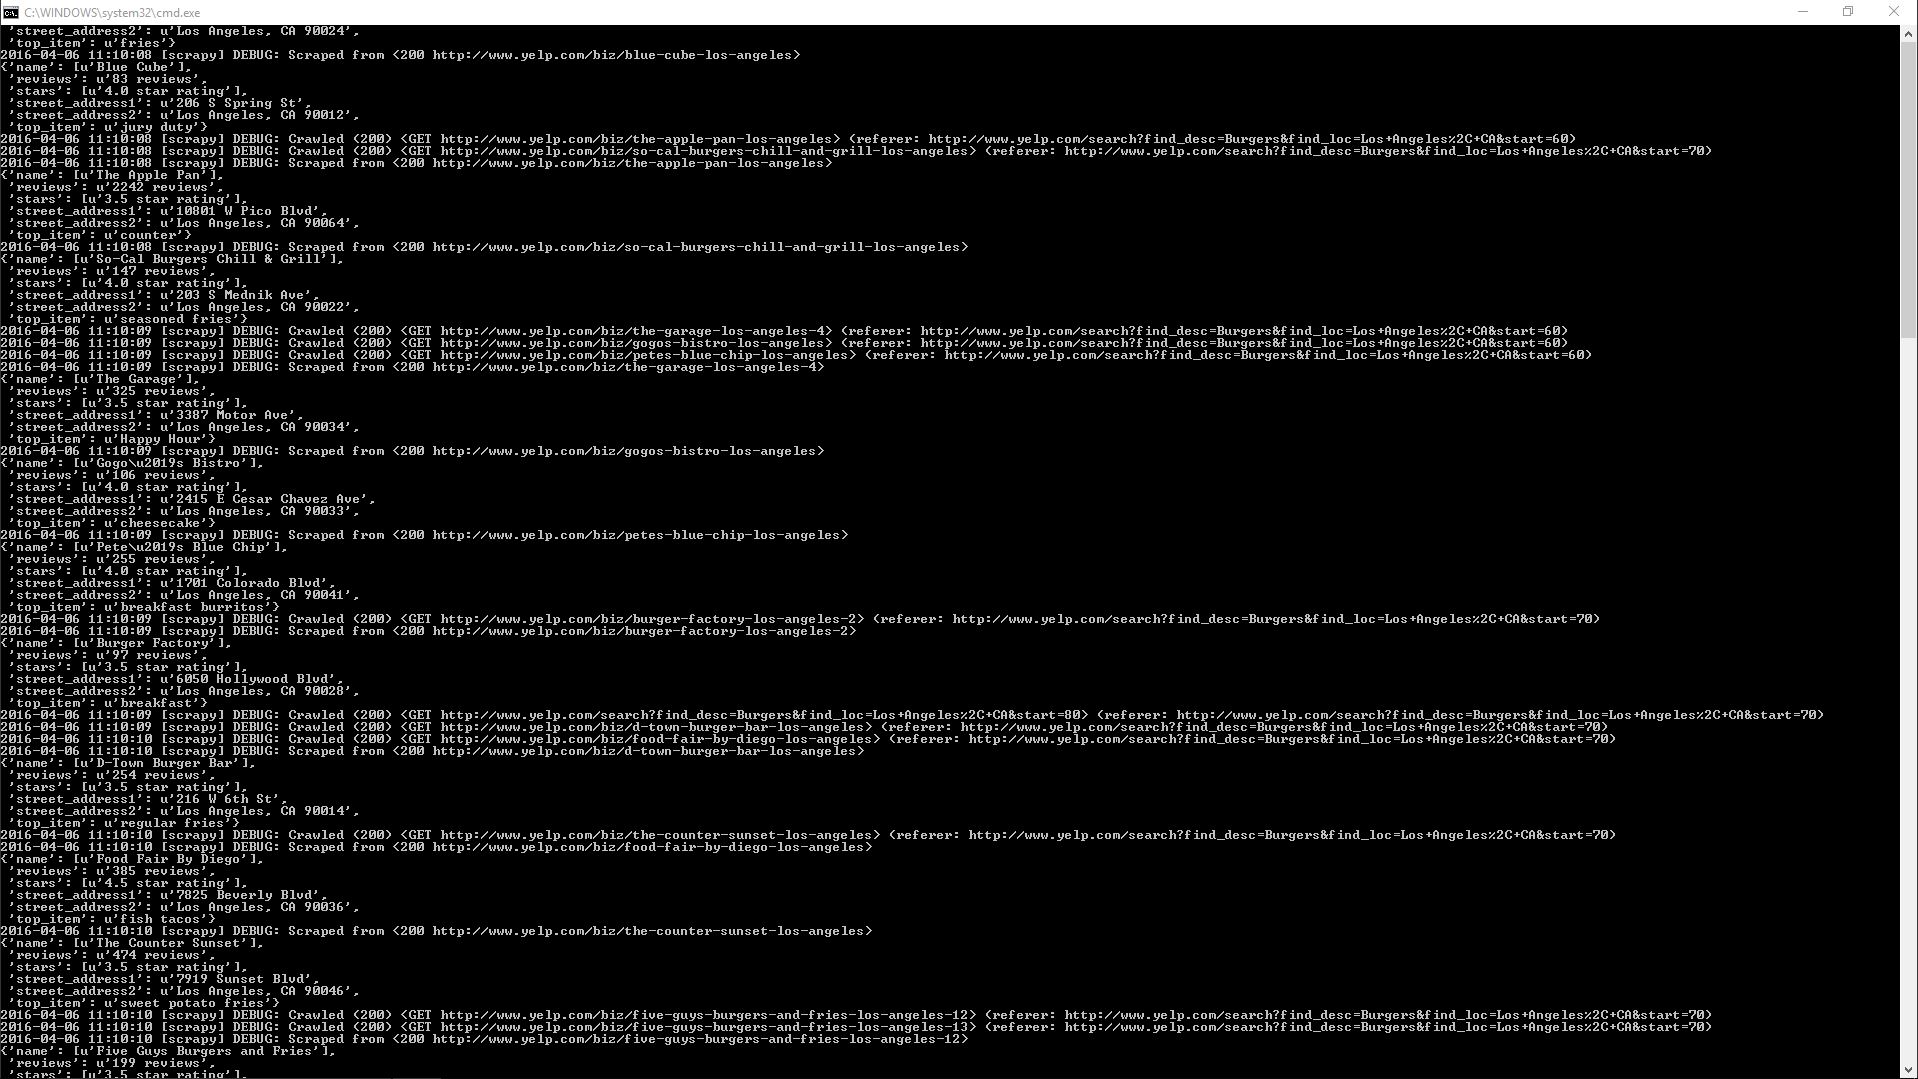 C:\WINDOWS\system32\cmd.exe
 'street_address2': u'Los Angeles, CA 90024',
 'top_item': u'fries'}
2016-04-06 11:10:08 [scrapy] DEBUG: Scraped from <200 http://www.yelp.com/biz/blue-cube-los-angeles>
{'name': [u'Blue Cube'],
 'reviews': u'83 reviews',
 'stars': [u'4.0 star rating'],
 'street_address1': u'206 S Spring St',
 'street_address2': u'Los Angeles, CA 90012',
 'top_item': u'jury duty'}
2016-04-06 11:10:08 [scrapy] DEBUG: Crawled (200) <GET http://www.yelp.com/biz/the-apple-pan-los-angeles> (referer: http://www.yelp.com/search?find_desc=Burgers&find_loc=Los+Angeles%2C+CA&start=60)
2016-04-06 11:10:08 [scrapy] DEBUG: Crawled (200) <GET http://www.yelp.com/biz/so-cal-burgers-chill-and-grill-los-angeles> (referer: http://www.yelp.com/search?find_desc=Burgers&find_loc=Los+Angeles%2C+CA&start=70)
2016-04-06 11:10:08 [scrapy] DEBUG: Scraped from <200 http://www.yelp.com/biz/the-apple-pan-los-angeles>
{'name': [u'The Apple Pan'],
 'reviews': u'2242 reviews',
 'stars': [u'3.5 star rating'],
 'street_address1': u'10801 W Pico Blvd',
 'street_address2': u'Los Angeles, CA 90064',
 'top_item': u'counter'}
2016-04-06 11:10:08 [scrapy] DEBUG: Scraped from <200 http://www.yelp.com/biz/so-cal-burgers-chill-and-grill-los-angeles>
{'name': [u'So-Cal Burgers Chill & Grill'],
 'reviews': u'147 reviews',
 'stars': [u'4.0 star rating'],
 'street_address1': u'203 S Mednik Ave',
 'street_address2': u'Los Angeles, CA 90022',
 'top_item': u'seasoned fries'}
2016-04-06 11:10:09 [scrapy] DEBUG: Crawled (200) <GET http://www.yelp.com/biz/the-garage-los-angeles-4> (referer: http://www.yelp.com/search?find_desc=Burgers&find_loc=Los+Angeles%2C+CA&start=60)
2016-04-06 11:10:09 [scrapy] DEBUG: Crawled (200) <GET http://www.yelp.com/biz/gogos-bistro-los-angeles> (referer: http://www.yelp.com/search?find_desc=Burgers&find_loc=Los+Angeles%2C+CA&start=60)
2016-04-06 11:10:09 [scrapy] DEBUG: Crawled (200) <GET http://www.yelp.com/biz/petes-blue-chip-los-angeles> (referer: http://www.yelp.com/search?find_desc=Burgers&find_loc=Los+Angeles%2C+CA&start=60)
2016-04-06 11:10:09 [scrapy] DEBUG: Scraped from <200 http://www.yelp.com/biz/the-garage-los-angeles-4>
{'name': [u'The Garage'],
 'reviews': u'325 reviews',
 'stars': [u'3.5 star rating'],
 'street_address1': u'3387 Motor Ave',
 'street_address2': u'Los Angeles, CA 90034',
 'top_item': u'Happy Hour'}
2016-04-06 11:10:09 [scrapy] DEBUG: Scraped from <200 http://www.yelp.com/biz/gogos-bistro-los-angeles>
{'name': [u'Gogo\u2019s Bistro'],
 'reviews': u'106 reviews',
 'stars': [u'4.0 star rating'],
 'street_address1': u'2415 E Cesar Chavez Ave',
 'street_address2': u'Los Angeles, CA 90033',
 'top_item': u'cheesecake'}
2016-04-06 11:10:09 [scrapy] DEBUG: Scraped from <200 http://www.yelp.com/biz/petes-blue-chip-los-angeles>
{'name': [u'Pete\u2019s Blue Chip'],
 'reviews': u'255 reviews',
 'stars': [u'4.0 star rating'],
 'street_address1': u'1701 Colorado Blvd',
 'street_address2': u'Los Angeles, CA 90041',
 'top_item': u'breakfast burritos'}
2016-04-06 11:10:09 [scrapy] DEBUG: Crawled (200) <GET http://www.yelp.com/biz/burger-factory-los-angeles-2> (referer: http://www.yelp.com/search?find_desc=Burgers&find_loc=Los+Angeles%2C+CA&start=70)
2016-04-06 11:10:09 [scrapy] DEBUG: Scraped from <200 http://www.yelp.com/biz/burger-factory-los-angeles-2>
{'name': [u'Burger Factory'],
 'reviews': u'97 reviews',
 'stars': [u'3.5 star rating'],
 'street_address1': u'6050 Hollywood Blvd',
 'street_address2': u'Los Angeles, CA 90028',
 'top_item': u'breakfast'}
2016-04-06 11:10:09 [scrapy] DEBUG: Crawled (200) <GET http://www.yelp.com/search?find_desc=Burgers&find_loc=Los+Angeles%2C+CA&start=80> (referer: http://www.yelp.com/search?find_desc=Burgers&find_loc=Los+Angeles%2C+CA&start=70)
2016-04-06 11:10:09 [scrapy] DEBUG: Crawled (200) <GET http://www.yelp.com/biz/d-town-burger-bar-los-angeles> (referer: http://www.yelp.com/search?find_desc=Burgers&find_loc=Los+Angeles%2C+CA&start=70)
2016-04-06 11:10:10 [scrapy] DEBUG: Crawled (200) <GET http://www.yelp.com/biz/food-fair-by-diego-los-angeles> (referer: http://www.yelp.com/search?find_desc=Burgers&find_loc=Los+Angeles%2C+CA&start=70)
2016-04-06 11:10:10 [scrapy] DEBUG: Scraped from <200 http://www.yelp.com/biz/d-town-burger-bar-los-angeles>
{'name': [u'D-Town Burger Bar'],
 'reviews': u'254 reviews',
 'stars': [u'3.5 star rating'],
 'street_address1': u'216 W 6th St',
 'street_address2': u'Los Angeles, CA 90014',
 'top_item': u'regular fries'}
2016-04-06 11:10:10 [scrapy] DEBUG: Crawled (200) <GET http://www.yelp.com/biz/the-counter-sunset-los-angeles> (referer: http://www.yelp.com/search?find_desc=Burgers&find_loc=Los+Angeles%2C+CA&start=70)
2016-04-06 11:10:10 [scrapy] DEBUG: Scraped from <200 http://www.yelp.com/biz/food-fair-by-diego-los-angeles>
{'name': [u'Food Fair By Diego'],
 'reviews': u'385 reviews',
 'stars': [u'4.5 star rating'],
 'street_address1': u'7825 Beverly Blvd',
 'street_address2': u'Los Angeles, CA 90036',
 'top_item': u'fish tacos'}
2016-04-06 11:10:10 [scrapy] DEBUG: Scraped from <200 http://www.yelp.com/biz/the-counter-sunset-los-angeles>
{'name': [u'The Counter Sunset'],
 'reviews': u'474 reviews',
 'stars': [u'3.5 star rating'],
 'street_address1': u'7919 Sunset Blvd',
 'street_address2': u'Los Angeles, CA 90046',
 'top_item': u'sweet potato fries'}
2016-04-06 11:10:10 [scrapy] DEBUG: Crawled (200) <GET http://www.yelp.com/biz/five-guys-burgers-and-fries-los-angeles-12> (referer: http://www.yelp.com/search?find_desc=Burgers&find_loc=Los+Angeles%2C+CA&start=70)
2016-04-06 11:10:10 [scrapy] DEBUG: Crawled (200) <GET http://www.yelp.com/biz/five-guys-burgers-and-fries-los-angeles-13> (referer: http://www.yelp.com/search?find_desc=Burgers&find_loc=Los+Angeles%2C+CA&start=70)
2016-04-06 11:10:10 [scrapy] DEBUG: Scraped from <200 http://www.yelp.com/biz/five-guys-burgers-and-fries-los-angeles-12>
{'name': [u'Five Guys Burgers and Fries'],
 'reviews': u'199 reviews',
 'stars': [u'3.5 star rating'],